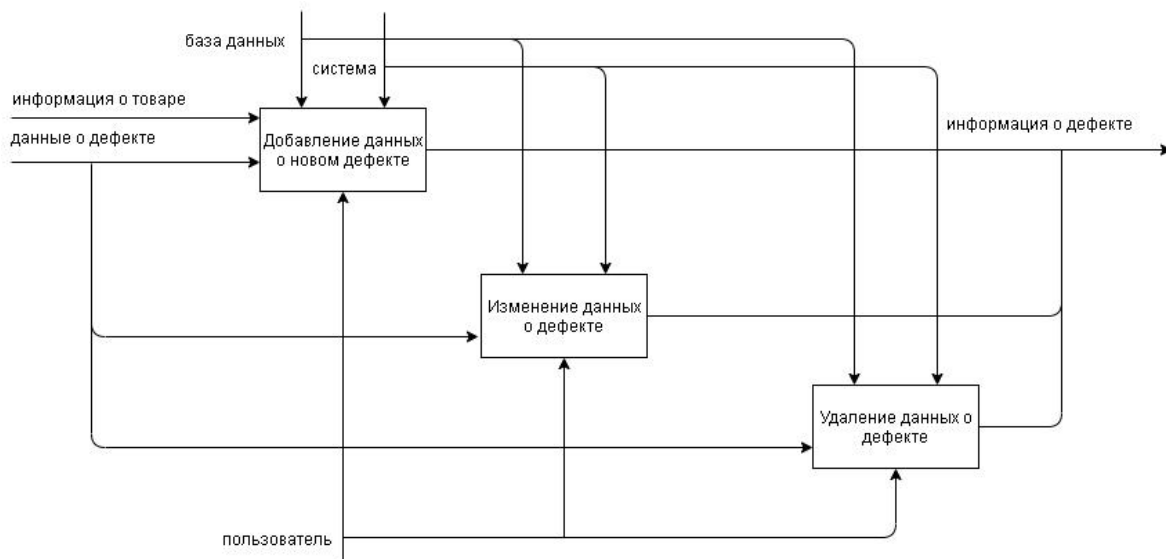 база данных
система
информация о товаре
данные о дефекте
Добавление данных
о новом дефекте
информация о дефекте
Изменение данных
о дефекте
Удаление данных о
дефекте
пользователь